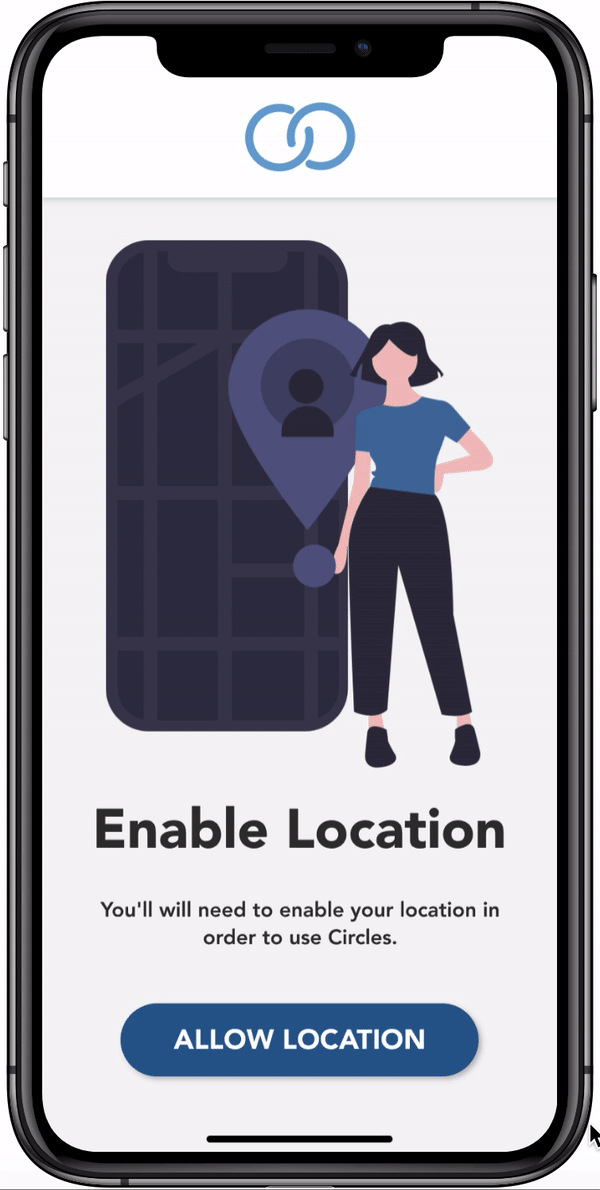 Enable Location
You'll will need to enable your location in
order to use Circles.
ALLOW LOCATION